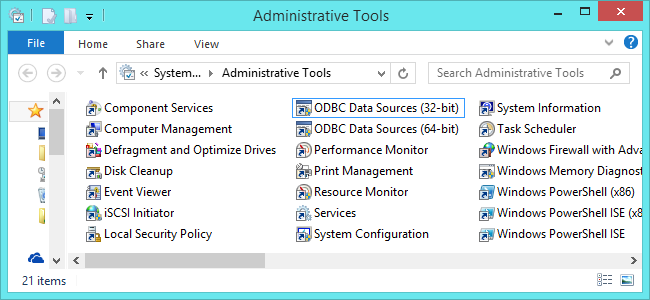 Administrative Tools
File Home Share View
« System... Administrative Tools Search Administrative Tools
Component Services ODBC Data Sources (32-bit) System Information
Computer Management ODBC Data Sources (64-bit) Task Scheduler
Defragment and Optimize Drives Performance Monitor Windows Firewall with Adva
Disk Cleanup Print Management Windows Memory Diagnos
Event Viewer Resource Monitor Windows PowerShell (x86)
iSCSI Initiator Services Windows PowerShell ISE (x8
Local Security Policy System Configuration Windows PowerShell ISE
21 items